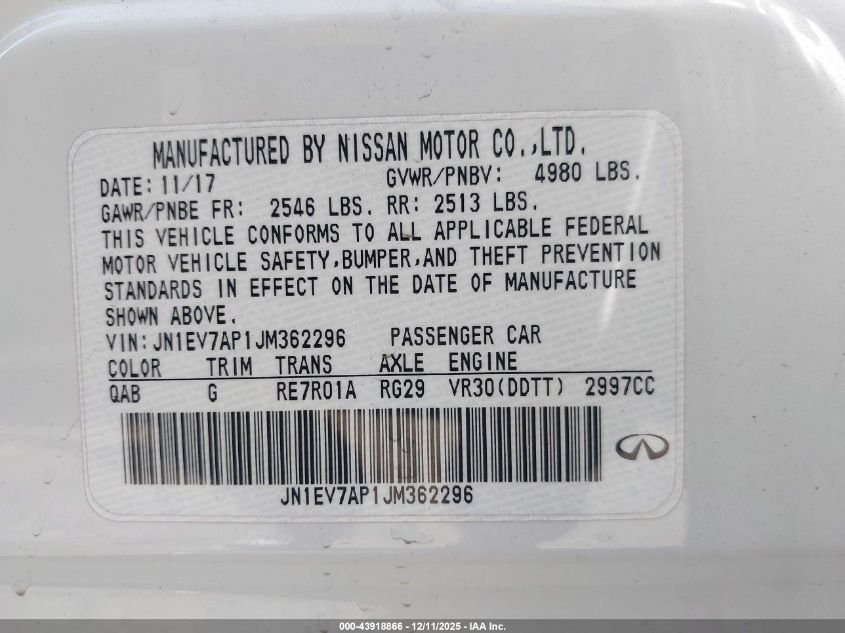 MANUFACTURED BY NISSAN MOTOR CO.,LTD.
DATE: 11/17 GVWR/PNBV: 4980 LBS.
GAWR/PNBE FR: 2546 LBS. RR: 2513 LBS.
THIS VEHICLE CONFORMS TO ALL APPLICABLE FEDERAL
MOTOR VEHICLE SAFETY,BUMPER,AND THEFT PREVENTION
STANDARDS IN EFFECT ON THE DATE OF MANUFACTURE
SHOWN ABOVE.
VIN:JN1EV7AP1JM362296 PASSENGER CAR
COLOR TRIM TRANS AXLE ENGINE
QAB G RE7R01A RG29 VR30(DDTT) 2997CC
JN1EV7AP1JM362296
000-43918866 - 12/11/2025 - IAA Inc.